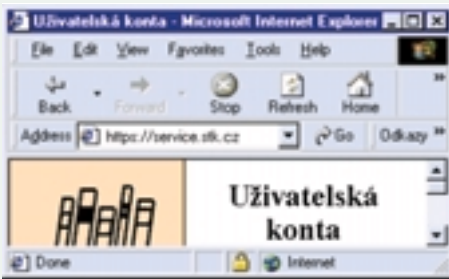 Uživatelská konta - Microsoft Internet Explorer
File Edit View Favorites Tools Help
Back Forward Stop Refresh Home »
Address https://service.stk.cz Go Odkazy »
Uživatelská
konta
Done Internet